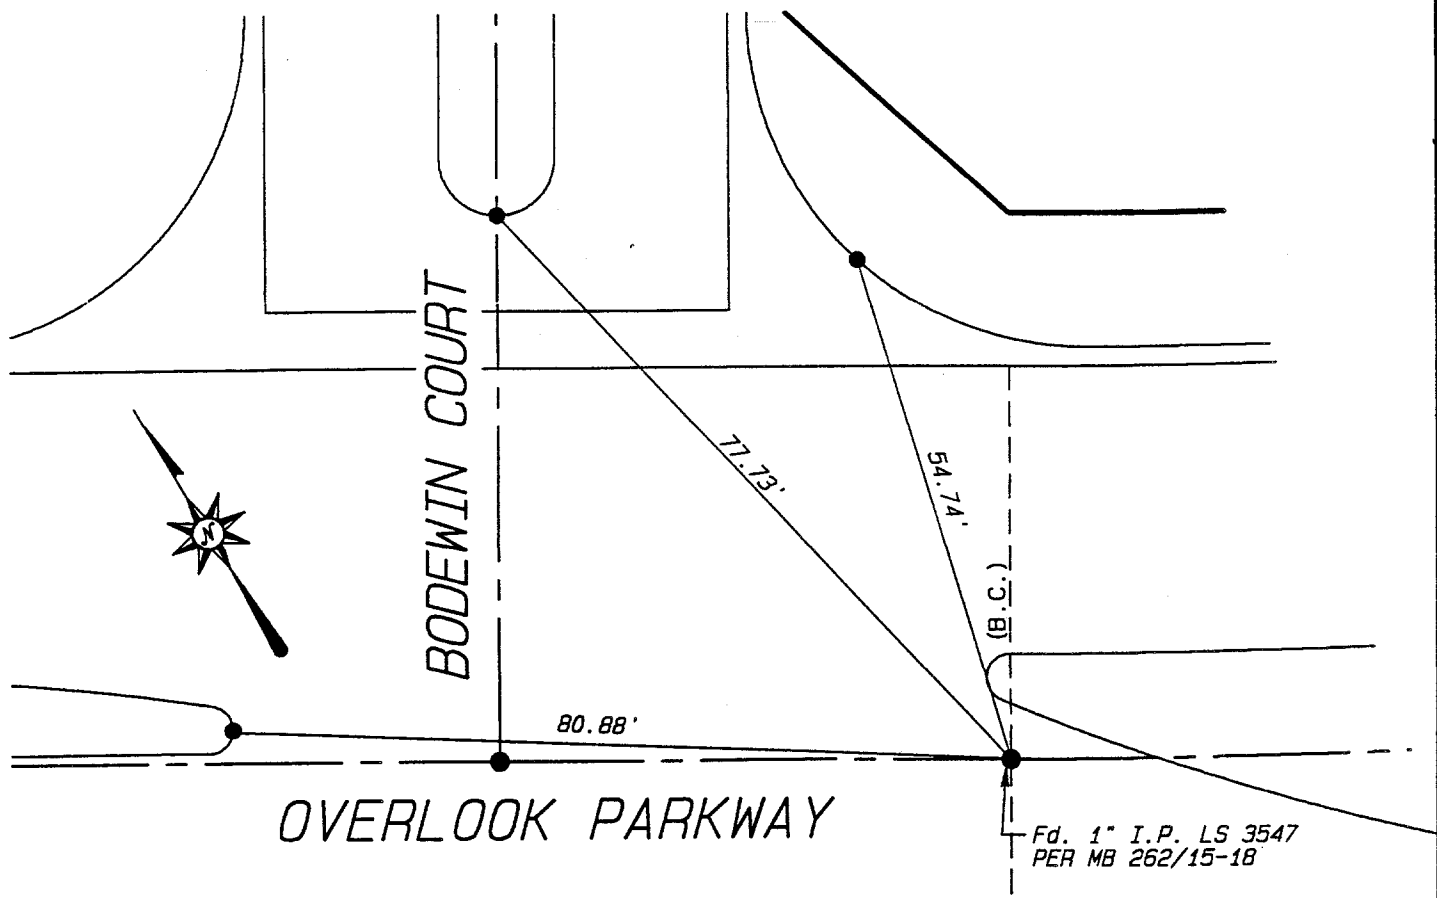 BODEWIN COURT
77.73'
54.74'
(B.C.)
N
80.88'
OVERLOOK PARKWAY
Fd. 1" I.P. LS 3547
PER MB 262/15-18